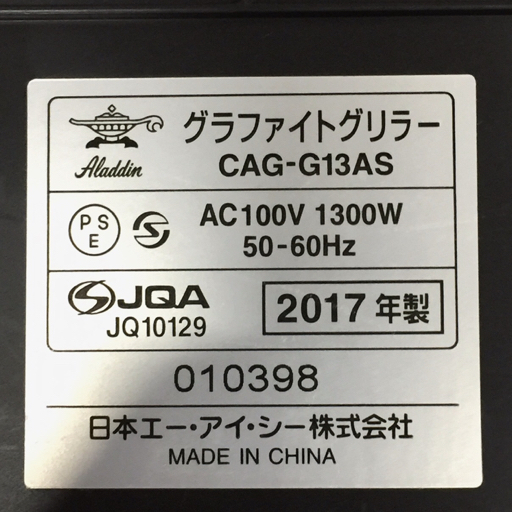 Aladdin
グラファイトグリラー
CAG-G13AS
PS
E
S
AC100V 1300W
50-60Hz
JQA
JQ10129
2017 年製
010398
日本エー・アイ・シー株式会社
MADE IN CHINA